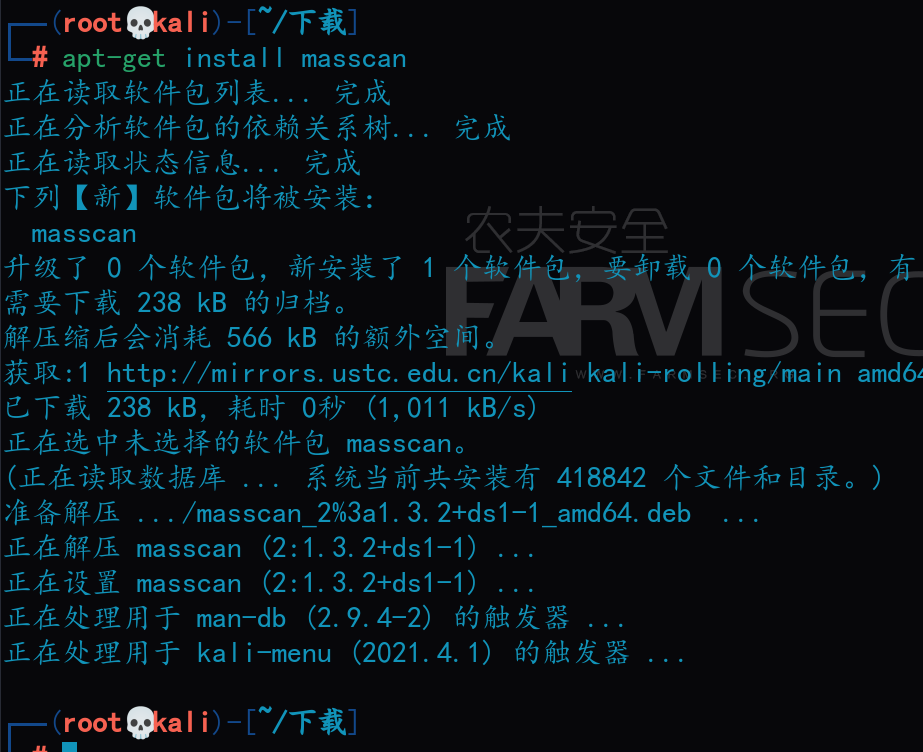 (root💀kali)-[~/下载]
# apt-get install masscan
正在读取软件包列表... 完成
正在分析软件包的依赖关系树... 完成
正在读取状态信息... 完成
下列【新】软件包将被安装：
masscan
升级了 0 个软件包，新安装了 1 个软件包，要卸载 0 个软件包，有
需要下载 238 kB 的归档。
解压缩后会消耗 566 kB 的额外空间。
获取:1 http://mirrors.ustc.edu.cn/kali kali-rolling/main amd64
已下载 238 kB，耗时 0秒 (1,011 kB/s)
正在选中未选择的软件包 masscan。
(正在读取数据库 ... 系统当前共安装有 418842 个文件和目录。)
准备解压 .../masscan_2%3a1.3.2+ds1-1_amd64.deb  ...
正在解压 masscan (2:1.3.2+ds1-1) ...
正在设置 masscan (2:1.3.2+ds1-1) ...
正在处理用于 man-db (2.9.4-2) 的触发器 ...
正在处理用于 kali-menu (2021.4.1) 的触发器 ...
(root💀kali)-[~/下载]
#
农夫安全
FARMSEC